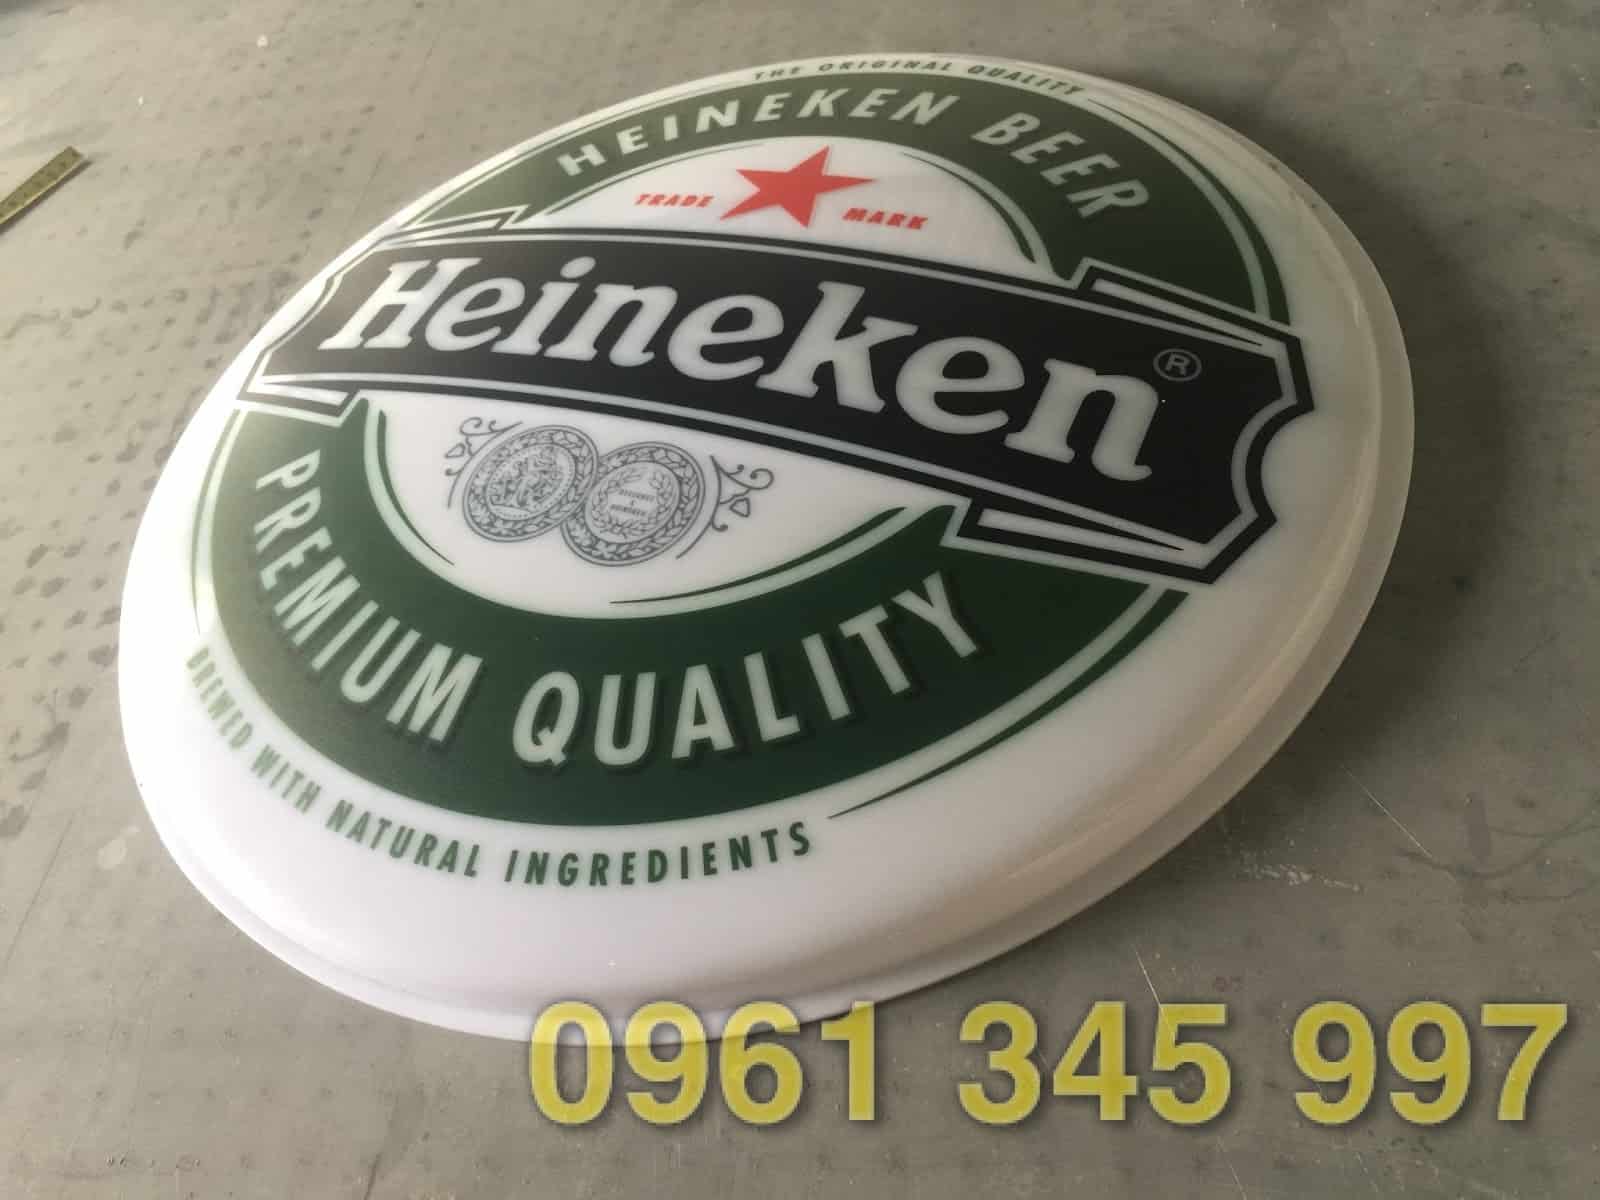 THE ORIGINAL QUALITY
HEINEKEN BEER
TRADE MARK
Heineken®
PREMIUM QUALITY
BREWED WITH NATURAL INGREDIENTS
0961 345 997